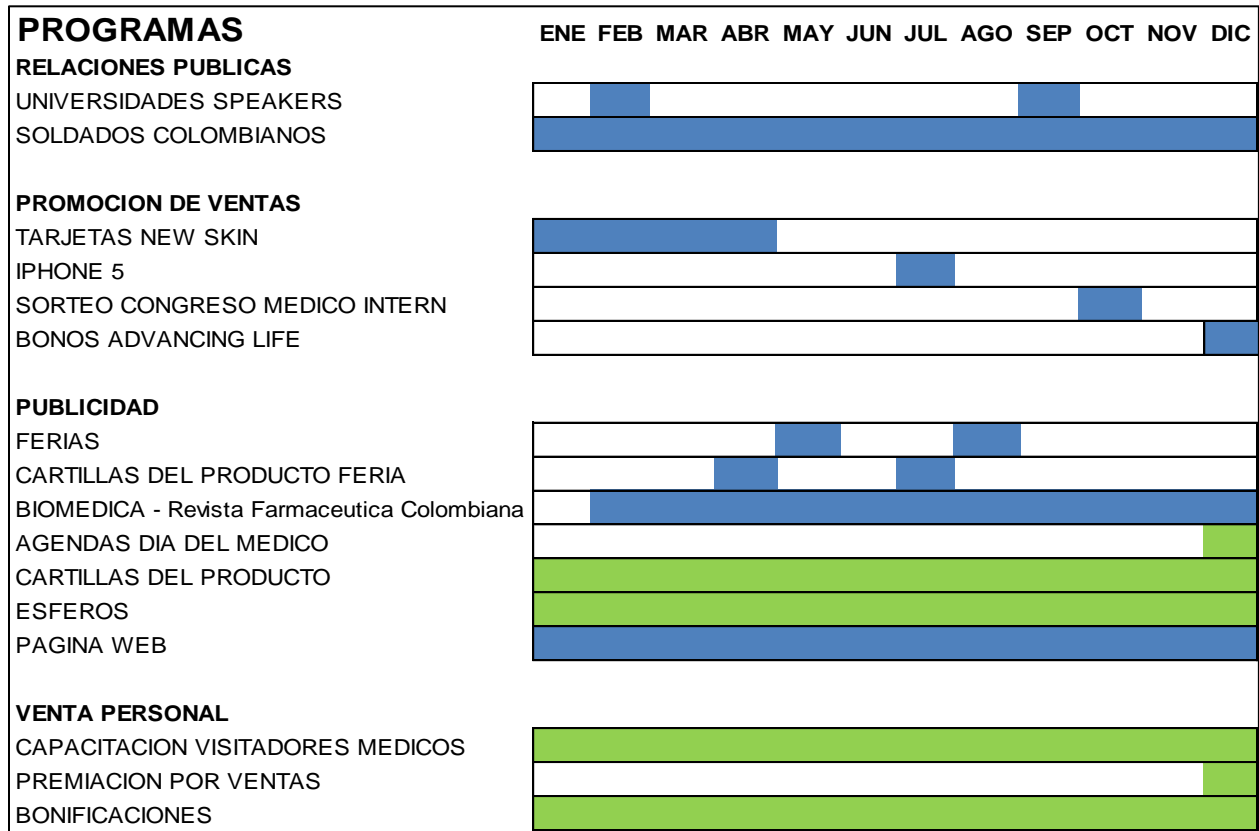 PROGRAMAS ENE FEB MAR ABR MAY JUN JUL AGO SEP OCT NOV DIC
RELACIONES PUBLICAS
UNIVERSIDADES SPEAKERS
SOLDADOS COLOMBIANOS
PROMOCION DE VENTAS
TARJETAS NEW SKIN
IPHONE 5
SORTEO CONGRESO MEDICO INTERN
BONOS ADVANCING LIFE
PUBLICIDAD
FERIAS
CARTILLAS DEL PRODUCTO FERIA
BIOMEDICA - Revista Farmaceutica Colombiana
AGENDAS DIA DEL MEDICO
CARTILLAS DEL PRODUCTO
ESFEROS
PAGINA WEB
VENTA PERSONAL
CAPACITACION VISITADORES MEDICOS
PREMIACION POR VENTAS
BONIFICACIONES